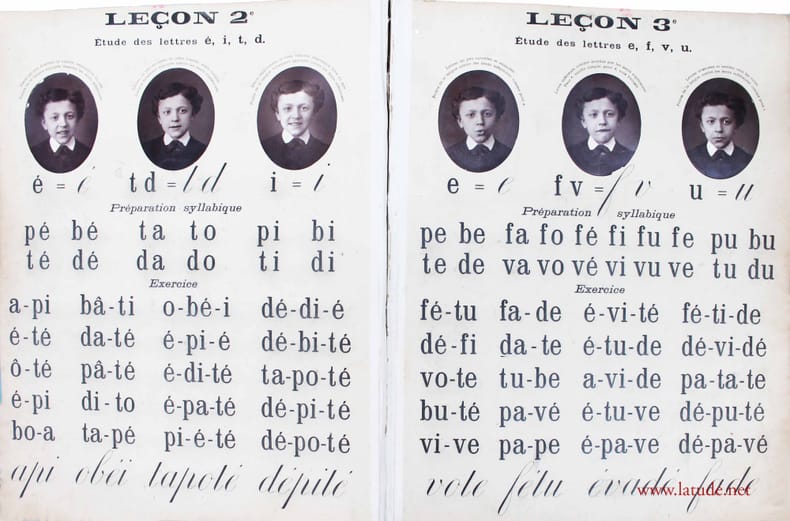 LEÇON 2e
Étude des lettres é, i, t, d.
é = é   t d = t d   i = i
Préparation syllabique
pé bé ta to pi bi
té dé da do ti di
Exercice
a-pi bâ-ti o-bé-i dé-di-é
é-té da-té é-pi-é dé-bi-té
ô-té pâ-té é-di-té ta-po-té
é-pi di-to é-pa-té dé-pi-té
bo-a ta-pé pi-é-té dé-po-té
api obéi tapoté dépité
LEÇON 3e
Étude des lettres e, f, v, u.
e = e   f v = f v   u = u
Préparation syllabique
pe be fa fo fé fi fu fe pu bu
te de va vo vé vi vu ve tu du
Exercice
fé-tu fa-de é-vi-té fé-ti-de
dé-fi da-te é-tu-de dé-vi-dé
vo-te tu-be a-vi-de pa-ta-te
bu-té pa-vé é-tu-ve dé-pu-té
vi-ve pa-pe é-pa-ve dé-pa-vé
vote fétu évadé fade
www.latude.net